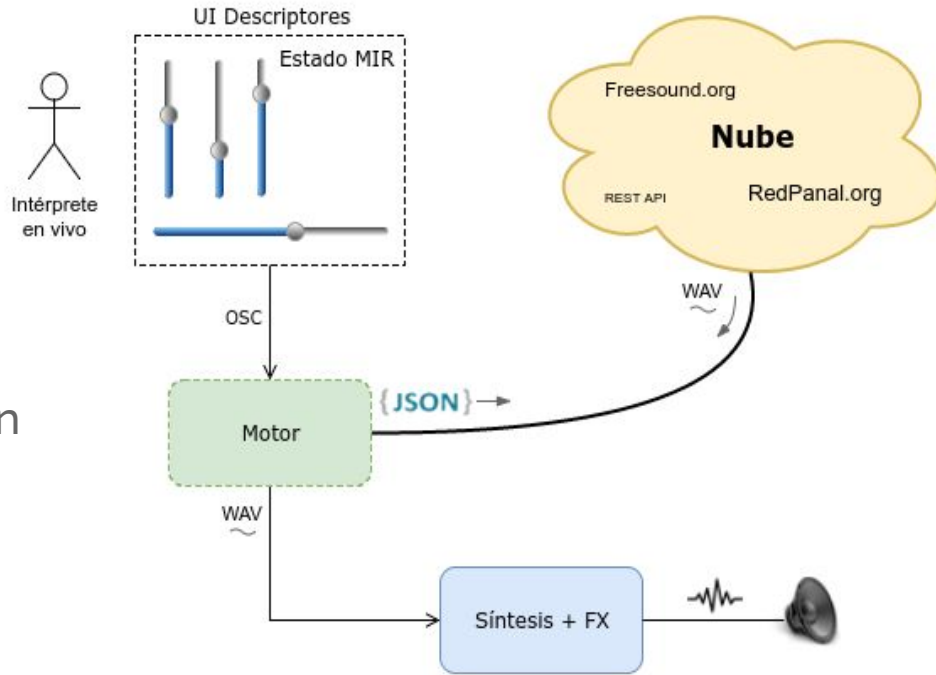 UI Descriptores
Estado MIR
Intérprete
en vivo
Freesound.org
Nube
REST API
RedPanal.org
WAV
OSC
{JSON}
n
Motor
WAV
Síntesis + FX